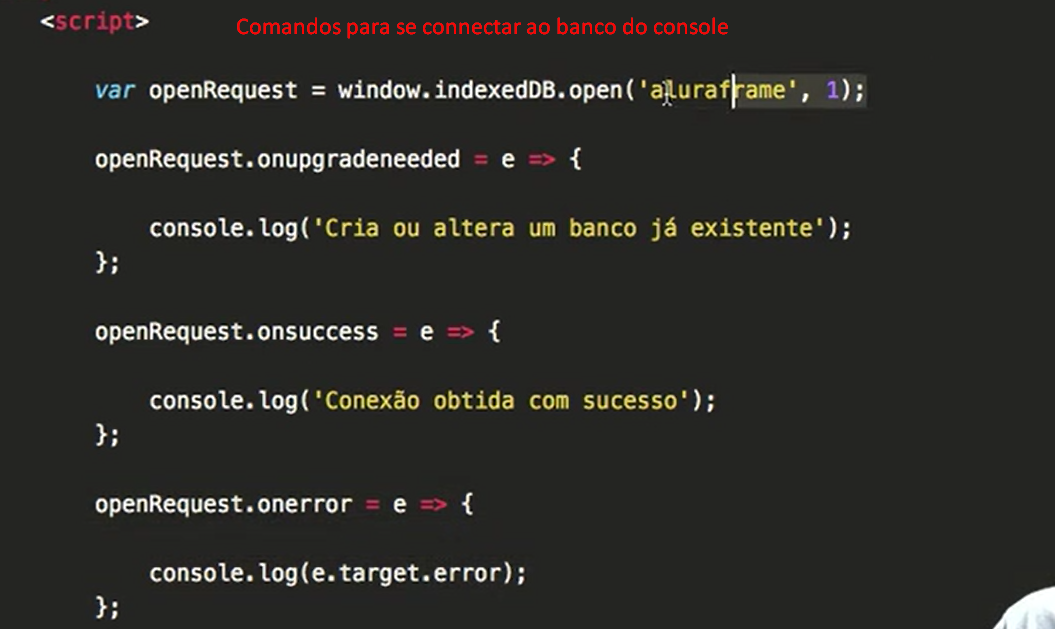 <script>
Comandos para se connectar ao banco do console
var openRequest = window.indexedDB.open('aluraframe', 1);
openRequest.onupgradeneeded = e => {
console.log('Cria ou altera um banco já existente');
};
openRequest.onsuccess = e => {
console.log('Conexão obtida com sucesso');
};
openRequest.onerror = e => {
console.log(e.target.error);
};